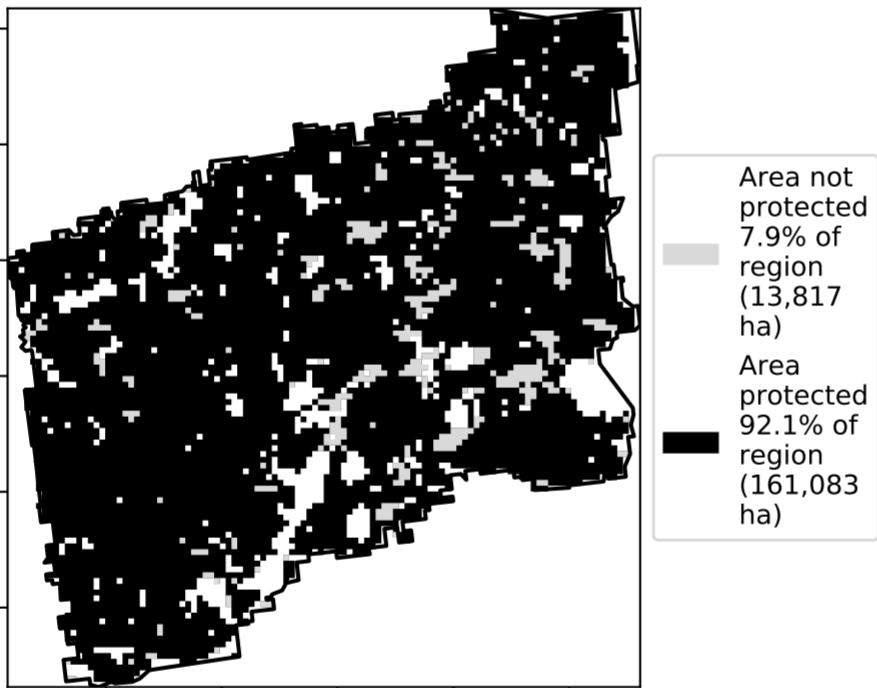 Area not
protected
7.9% of
region
(13,817
ha)
Area
protected
92.1% of
region
(161,083
ha)